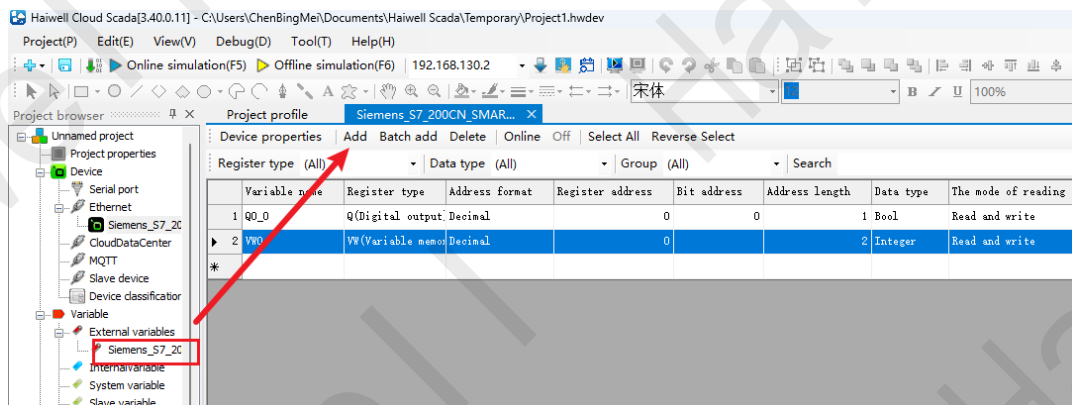 Haiwell Cloud Scada[3.40.0.11] - C:\Users\ChenBingMei\Documents\Haiwell Scada\Temporary\Project1.hwdev
Project(P) Edit(E) View(V) Debug(D) Tool(T) Help(H)
Online simulation(F5) Offline simulation(F6) 192.168.130.2
A 宋体 B I U 100%
Project browser Project profile Siemens_S7_200CN_SMAR...
Unnamed project Device properties Add Batch add Delete Online Off Select All Reverse Select
Project properties
Device Register type (All) Data type (All) Group (All) Search
Serial port
Variable name Register type Address format Register address Bit address Address length Data type The mode of reading
Ethernet
1 Q0_0 Q(Digital output) Decimal 0 0 1 Bool Read and write
Siemens_S7_20
2 VW0 VW(Variable memo Decimal 0 2 Integer Read and write
CloudDataCenter
MQTT
Slave device
Device classification
Variable
External variables
Siemens_S7_20
Internalvariable
System variable
Slave variable